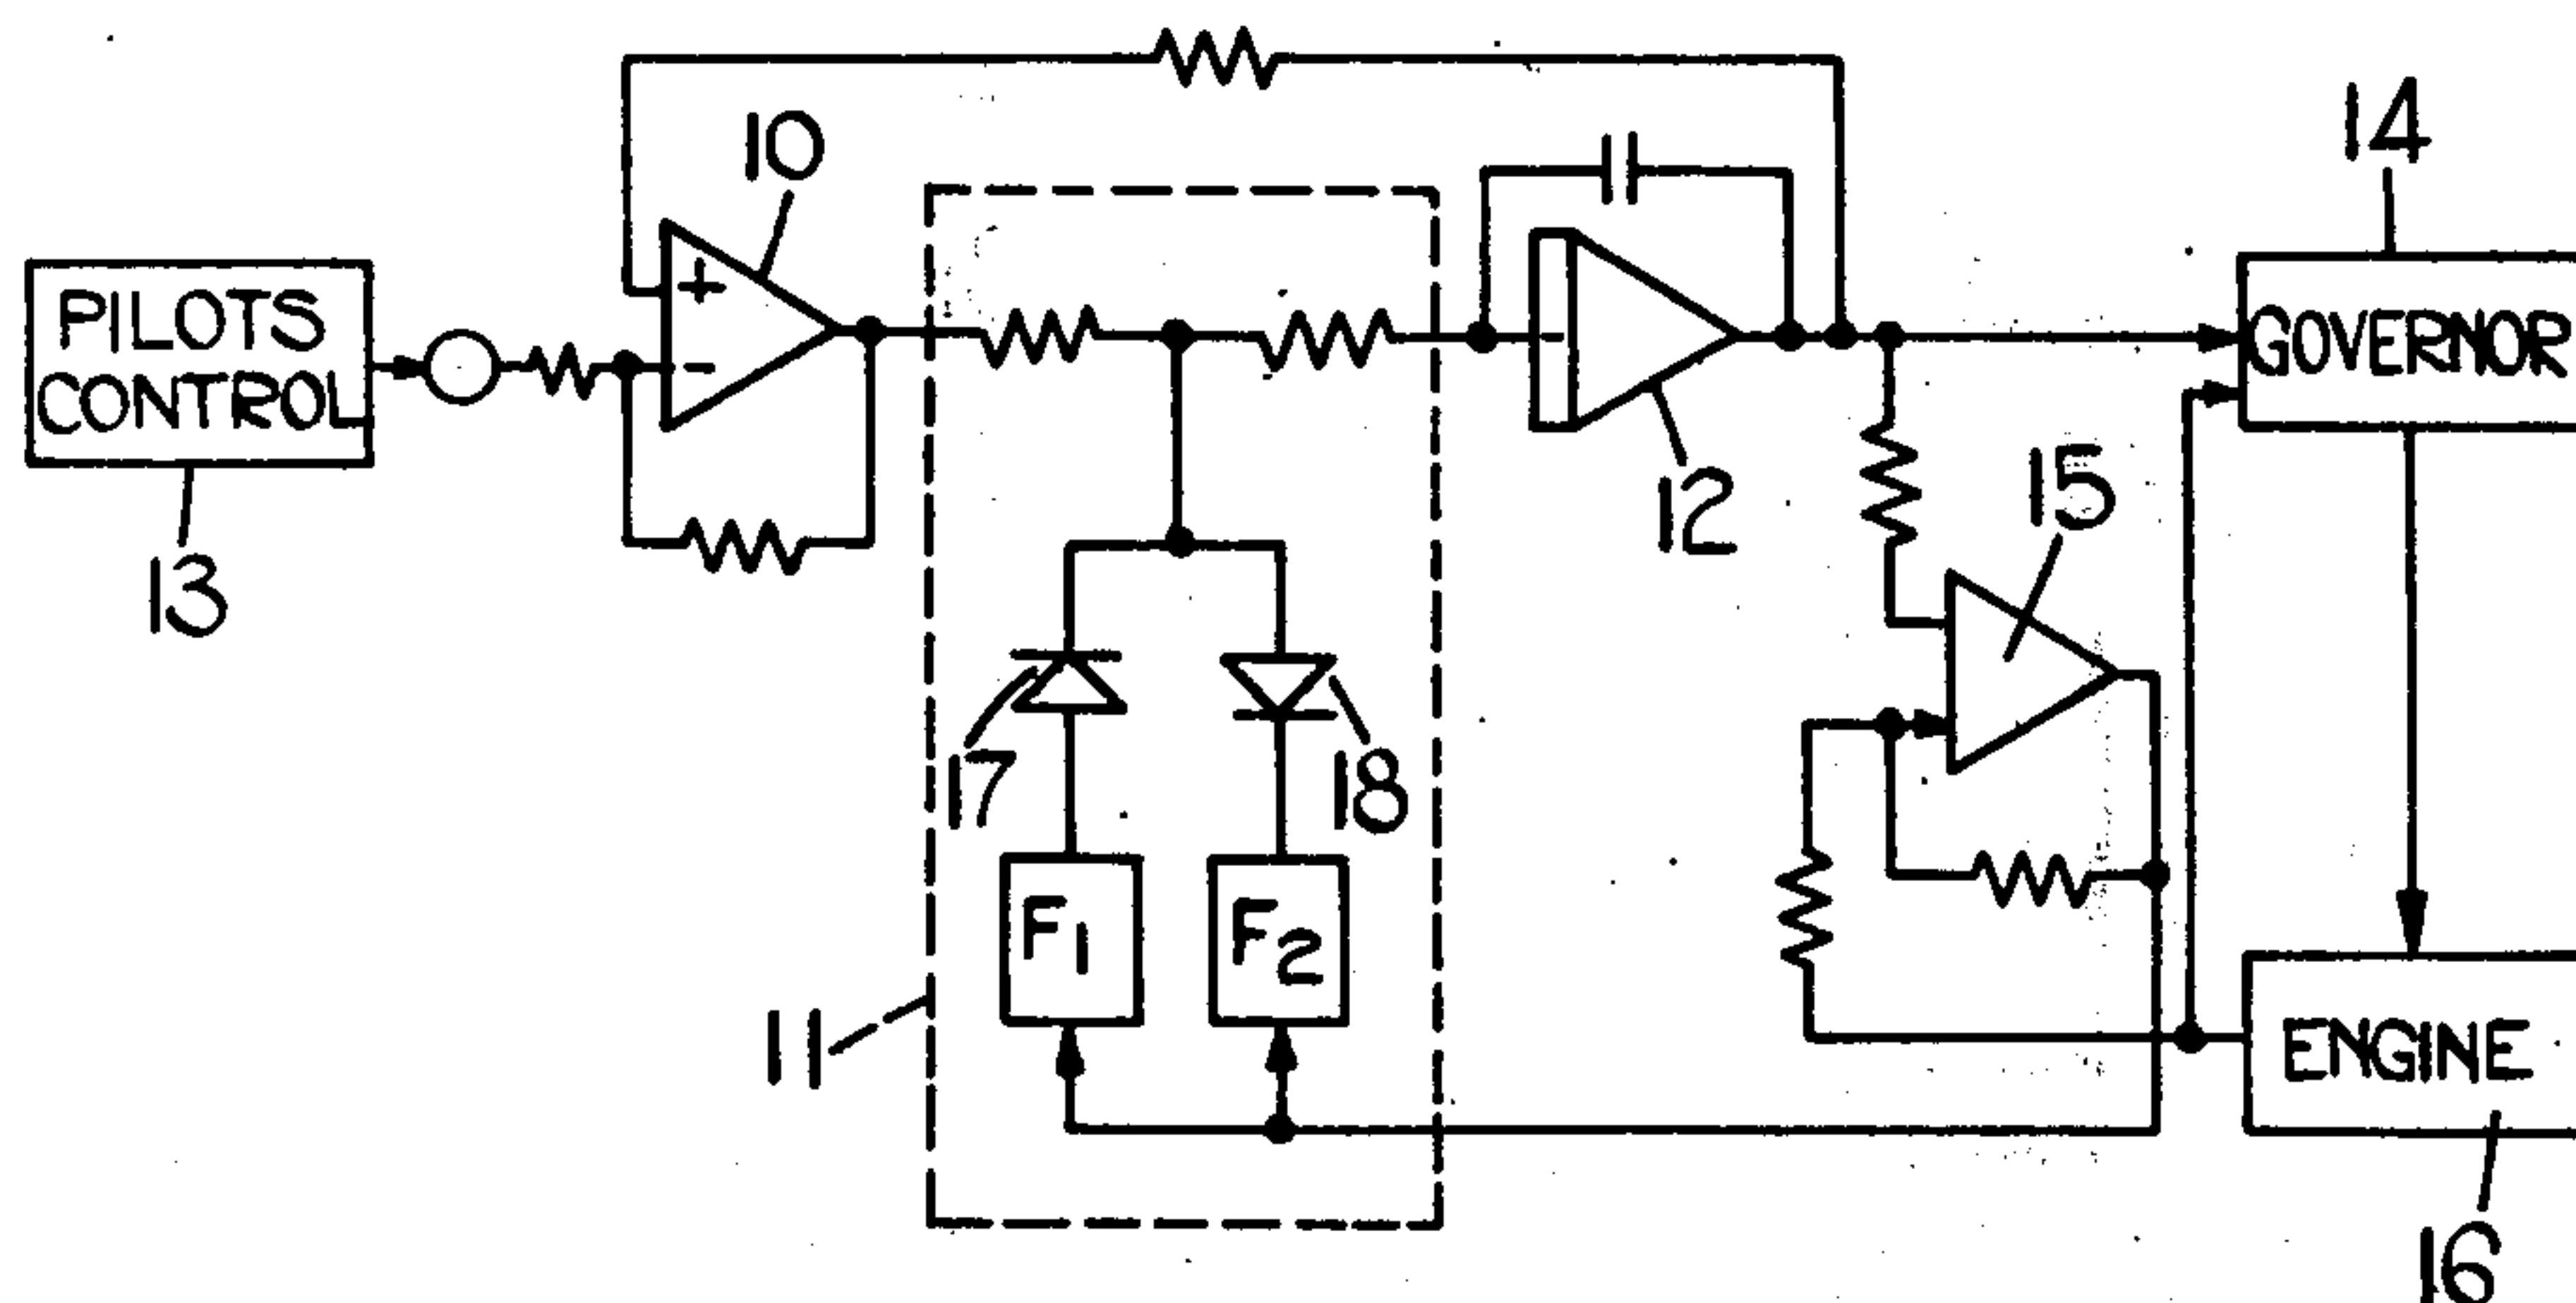 10
14
PILOTS
CONTROL
+
-
-
GOVERNOR
13
12
15
17
18
F1
F2
11
ENGINE
16